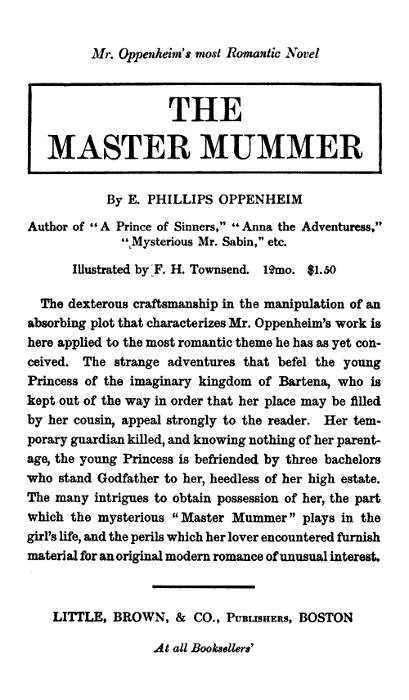 Mr. Oppenheim's most Romantic Novel
THE
MASTER MUMMER
By E. PHILLIPS OPPENHEIM
Author of “A Prince of Sinners,” “Anna the Adventuress,”
“Mysterious Mr. Sabin,” etc.
Illustrated by F. H. Townsend. 12mo. $1.50
The dexterous craftsmanship in the manipulation of an
absorbing plot that characterizes Mr. Oppenheim's work is
here applied to the most romantic theme he has as yet con-
ceived. The strange adventures that befel the young
Princess of the imaginary kingdom of Bartena, who is
kept out of the way in order that her place may be filled
by her cousin, appeal strongly to the reader. Her tem-
porary guardian killed, and knowing nothing of her parent-
age, the young Princess is befriended by three bachelors
who stand Godfather to her, heedless of her high estate.
The many intrigues to obtain possession of her, the part
which the mysterious “Master Mummer” plays in the
girl's life, and the perils which her lover encountered furnish
material for an original modern romance of unusual interest.
LITTLE, BROWN, & CO., PUBLISHERS, BOSTON
At all Booksellers'